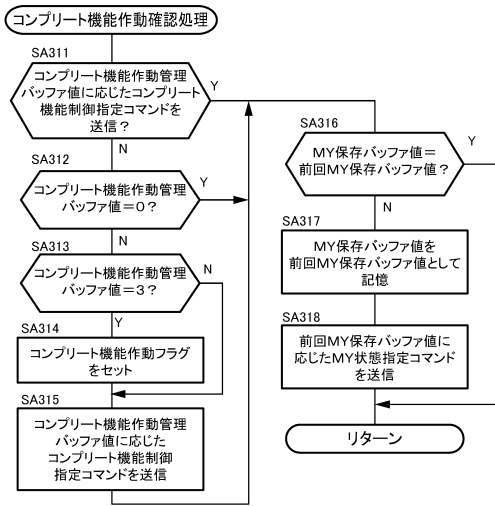 コンプリート機能作動確認処理
SA311
コンプリート機能作動管理
バッファ値に応じたコンプリート
機能制御指定コマンドを
送信？
Y
N
SA312
コンプリート機能作動管理
バッファ値＝０？
Y
N
SA313
コンプリート機能作動管理
バッファ値＝３？
N
Y
SA314
コンプリート機能作動フラグ
をセット
SA315
コンプリート機能作動管理
バッファ値に応じた
コンプリート機能制御
指定コマンドを送信
SA316
ＭＹ保存バッファ値＝
前回ＭＹ保存バッファ値？
Y
N
SA317
ＭＹ保存バッファ値を
前回ＭＹ保存バッファ値として
記憶
SA318
前回ＭＹ保存バッファ値に
応じたＭＹ状態指定コマンド
を送信
リターン